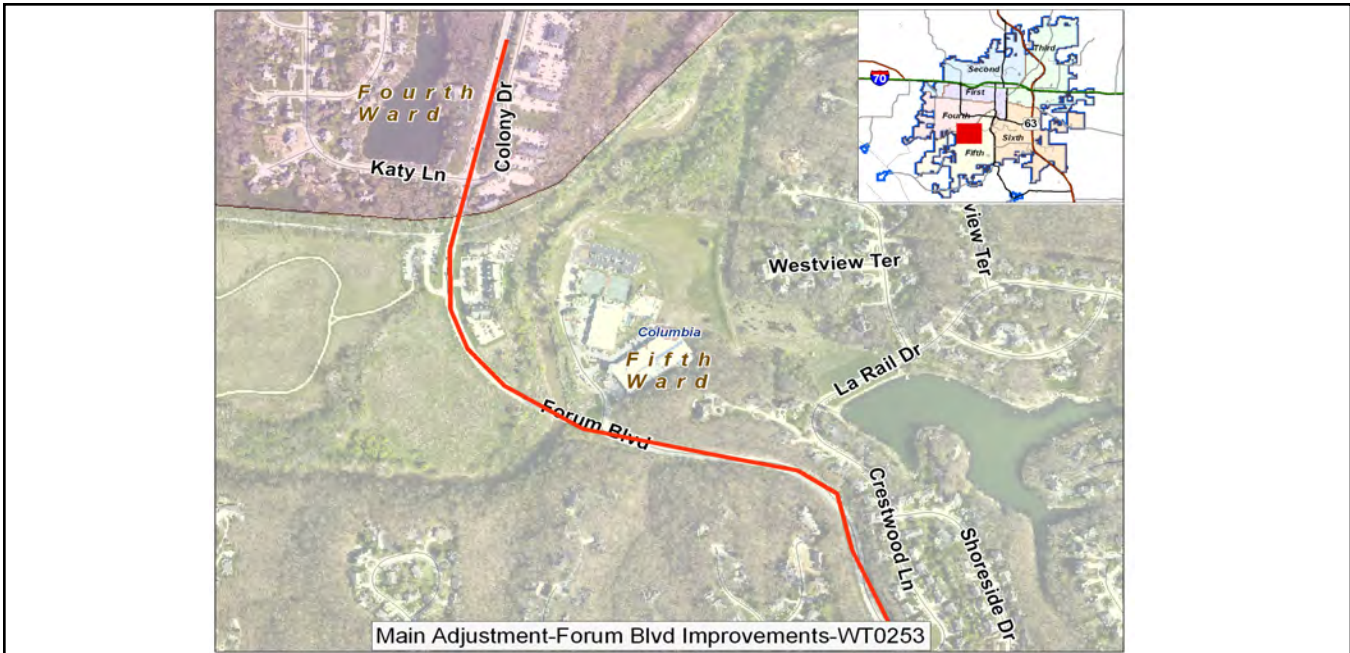 Fourth
Ward
Colony Dr
Katy Ln
70
Second
Third
First
Fourth
63
Sixth
Fifth
view Ter
Westview Ter
Columbia
Fifth
Ward
La Rail Dr
Forum Blvd
Crestwood Ln
Shoreside Dr
Main Adjustment-Forum Blvd Improvements-WT0253